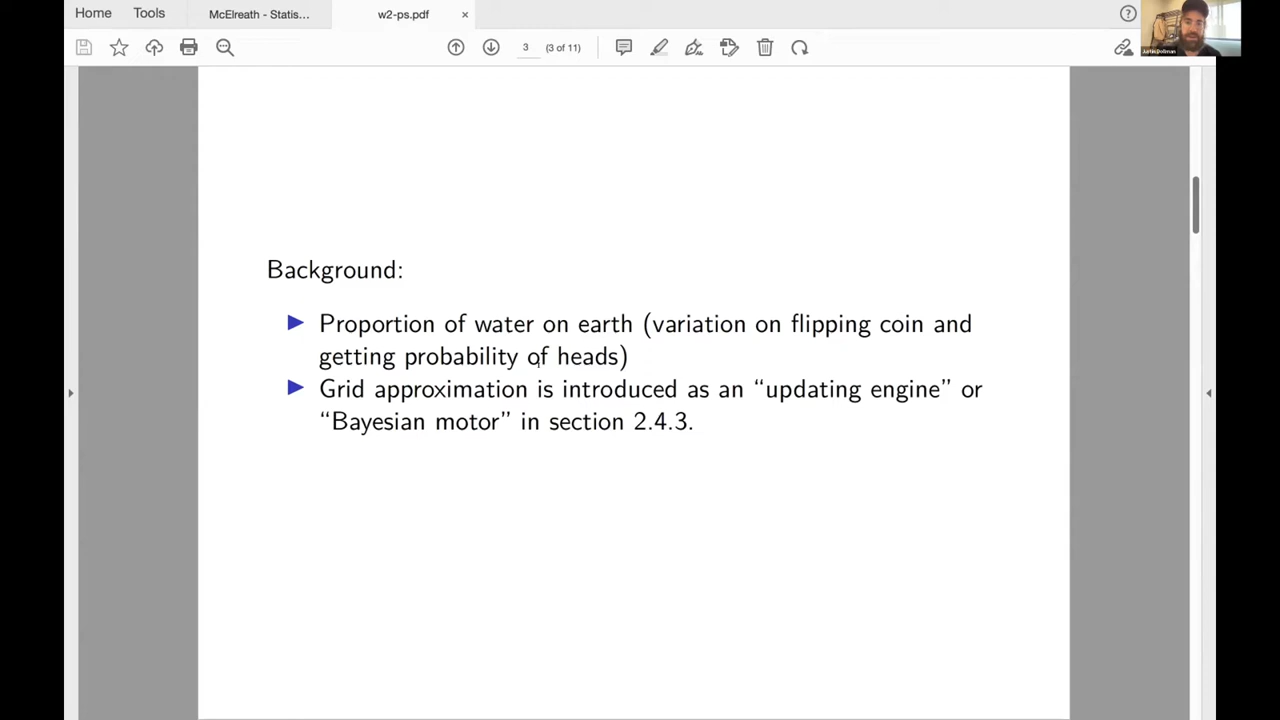 Home
Tools
McElreath - Statis...
w2-ps.pdf
3
(3 of 11)
Justin Dollman
Background:
Proportion of water on earth (variation on flipping coin and
getting probability of heads)
Grid approximation is introduced as an “updating engine” or
“Bayesian motor” in section 2.4.3.